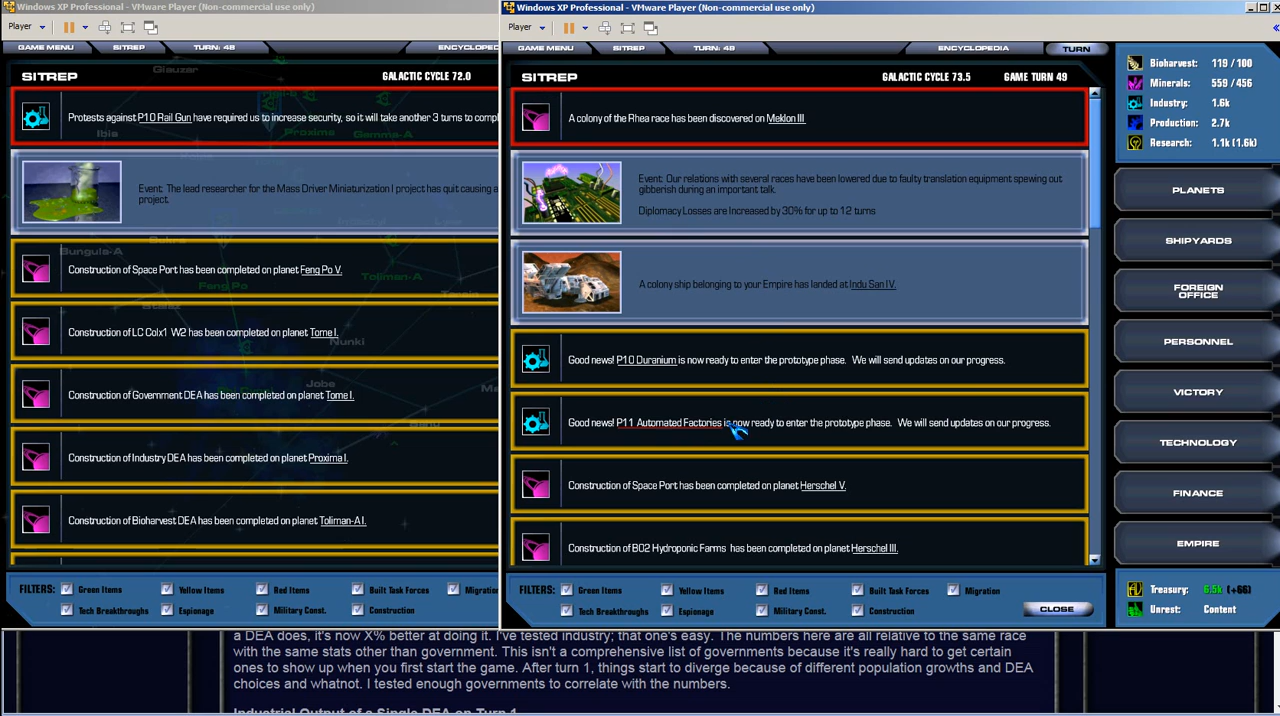 Windows XP Professional - VMware Player (Non-commercial use only)
Player
GAME MENU SITREP TURN: 48
SITREP GALACTIC CYCLE 72.0
Protests against P10 Rail Gun have required us to increase security, so it will take another 3 turns to
Event: The lead researcher for the Mass Driver Miniaturization I project has quit causing a
project.
Construction of Space Port has been completed on planet Feng Po V.
Construction of LC Colx1 W2 has been completed on planet Tome I.
Construction of Government DEA has been completed on planet Tome I.
Construction of Industry DEA has been completed on planet Proxima I.
Construction of Bioharvest DEA has been completed on planet Toliman-A I.
FILTERS: Green Items Yellow Items Red Items Built Task Forces
Tech Breakthroughs Espionage Military Const. Construction
Windows XP Professional - VMware Player (Non-commercial use only)
Player
GAME MENU SITREP TURN: 49 ENCYCLOPEDIA TURN
SITREP GALACTIC CYCLE 73.5 GAME TURN 49
A colony of the Rhea race has been discovered on Meklon III.
Event: Our relations with several races have been lowered due to faulty translation equipment spewing out
gibberish during an important talk.
Diplomacy Losses are Increased by 30% for up to 12 turns
A colony ship belonging to your Empire has landed at Indu San IV.
Good news! P10 Duranium is now ready to enter the prototype phase. We will send updates on our progress.
Good news! P11 Automated Factories is now ready to enter the prototype phase. We will send updates on our progress.
Construction of Space Port has been completed on planet Herschel V.
Construction of B02 Hydroponic Farms has been completed on planet Herschel III.
FILTERS: Green Items Yellow Items Red Items Built Task Forces Migration
Tech Breakthroughs Espionage Military Const. Construction CLOSE
Bioharvest: 119 / 100
Minerals: 559 / 456
Industry: 1.6k
Production: 2.7k
Research: 1.1k (1.6k)
PLANETS
SHIPYARDS
FOREIGN
OFFICE
PERSONNEL
VICTORY
TECHNOLOGY
FINANCE
EMPIRE
Treasury: 6.5k (+66)
Unrest: Content
a DEA does, it's now X% better at doing it. I've tested industry; that one's easy. The numbers here are all relative to the same race
with the same stats other than government. This isn't a comprehensive list of governments because it's really hard to get certain
ones to show up when you first start the game. After turn 1, things start to diverge because of different population growths and DEA
choices and whatnot. I tested enough governments to correlate with the numbers.
Industrial Output of a Single DEA on Turn 1